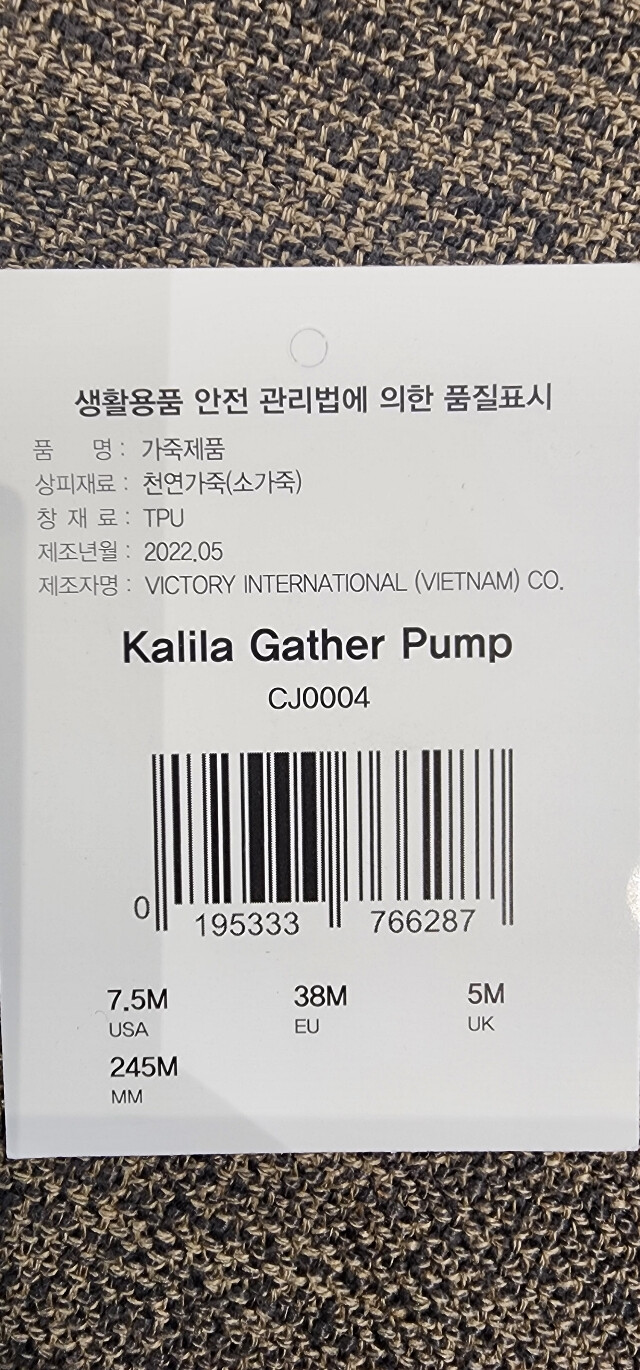 생활용품 안전 관리법에 의한 품질표시
품 명 : 가죽제품
상피재료 : 천연가죽(소가죽)
창 재 료 : TPU
제조년월 : 2022.05
제조자명 : VICTORY INTERNATIONAL (VIETNAM) CO.
Kalila Gather Pump
CJ0004
0 195333 766287
7.5M 38M 5M
USA EU UK
245M
MM